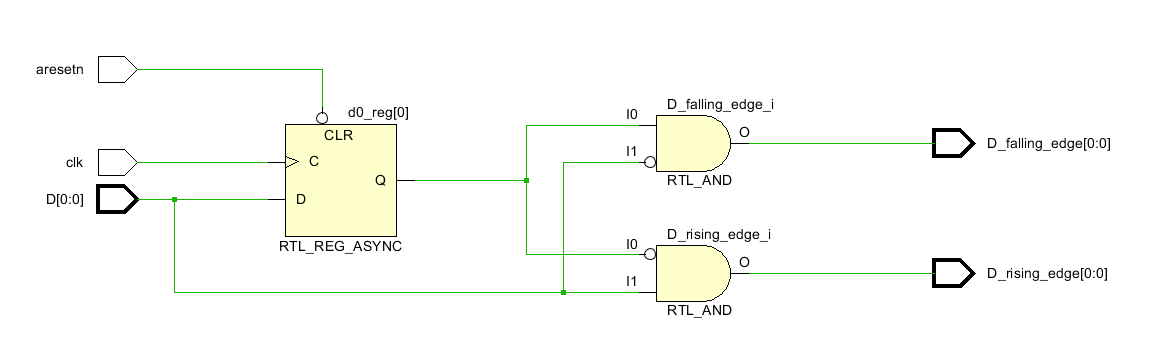 aresetn
d0_reg[0]
CLR
clk
C
D[0:0]
D
Q
RTL_REG_ASYNC
D_falling_edge_i
I0
O
I1
RTL_AND
D_falling_edge[0:0]
D_rising_edge_i
I0
O
I1
RTL_AND
D_rising_edge[0:0]